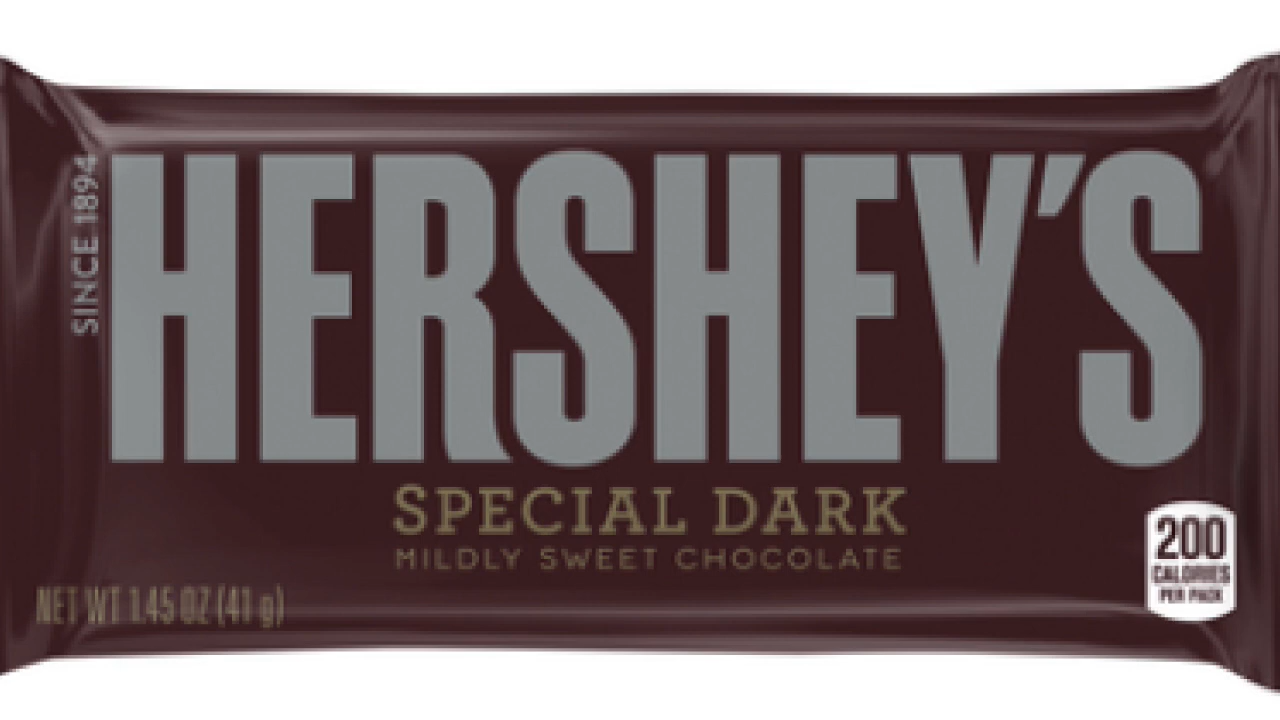 SINCE 1894
HERSHEY'S
SPECIAL DARK
MILDLY SWEET CHOCOLATE
NET WT 1.45 OZ (41 g)
200
CALORIES
PER PACK